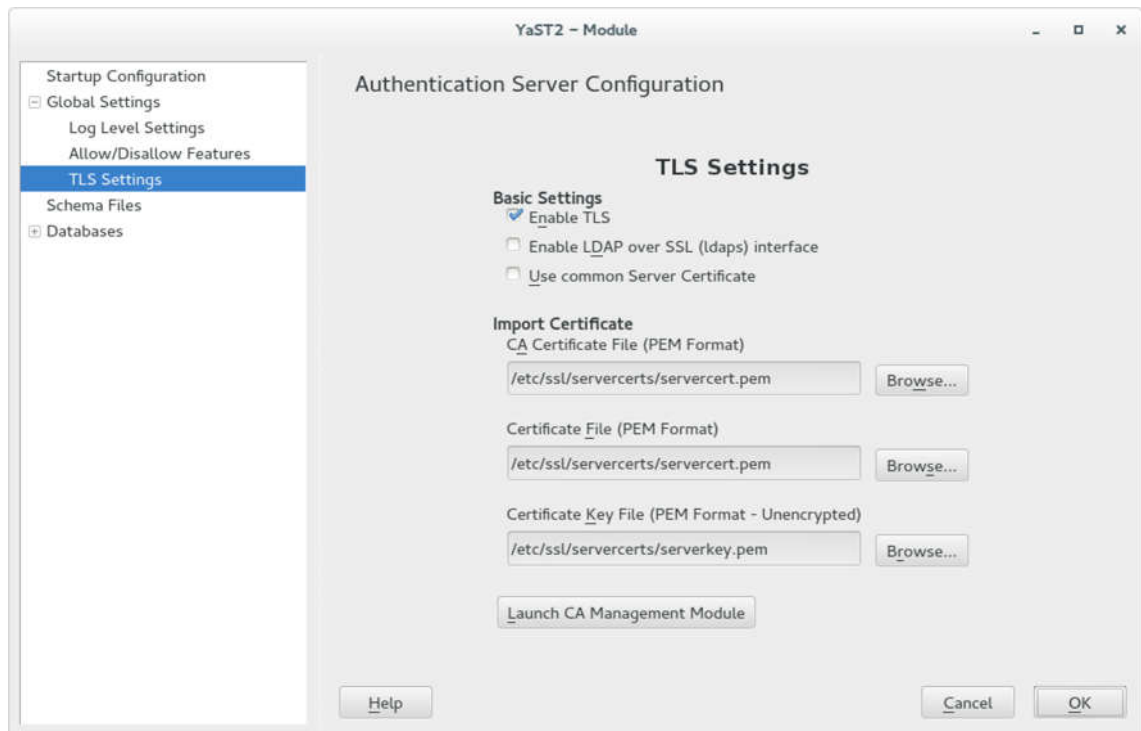 YaST2 - Module
Startup Configuration
Global Settings
Log Level Settings
Allow/Disallow Features
TLS Settings
Schema Files
Databases
Authentication Server Configuration
TLS Settings
Basic Settings
Enable TLS
Enable LDAP over SSL (ldaps) interface
Use common Server Certificate
Import Certificate
CA Certificate File (PEM Format)
/etc/ssl/servercerts/servercert.pem Browse...
Certificate File (PEM Format)
/etc/ssl/servercerts/servercert.pem Browse...
Certificate Key File (PEM Format - Unencrypted)
/etc/ssl/servercerts/serverkey.pem Browse...
Launch CA Management Module
Help Cancel OK